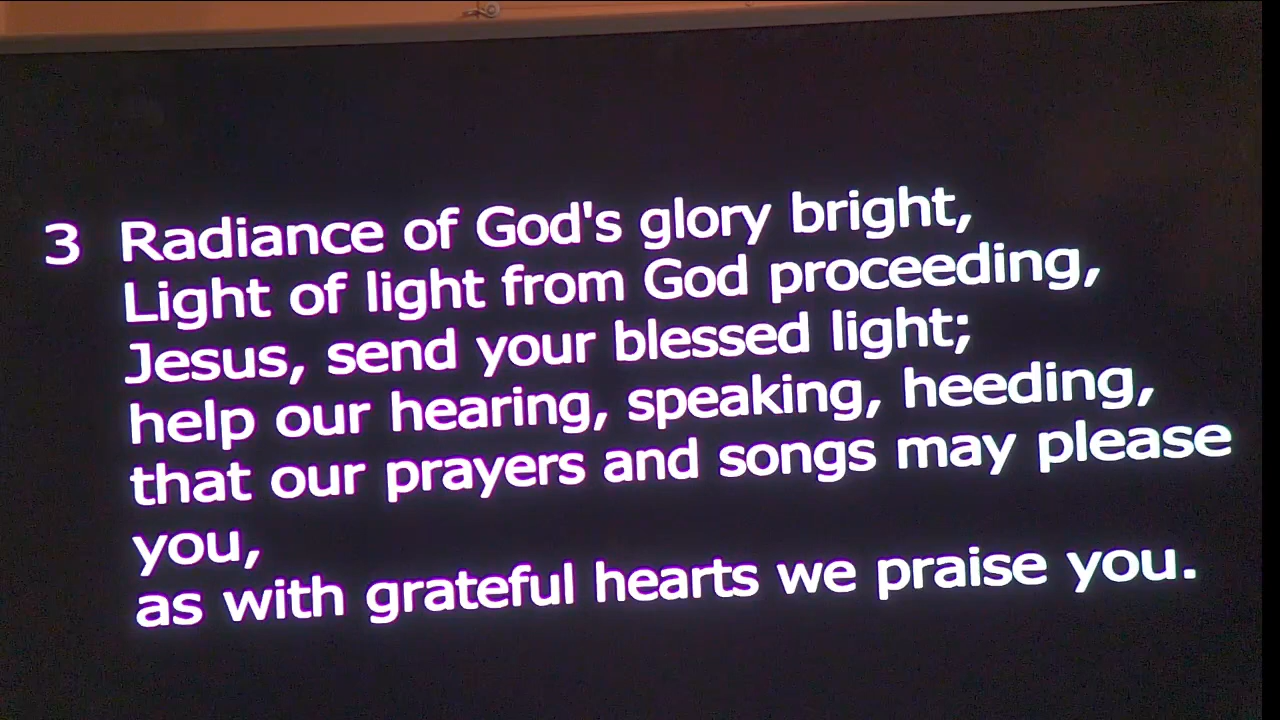 3 Radiance of God's glory bright,
Light of light from God proceeding,
Jesus, send your blessed light;
help our hearing, speaking, heeding,
that our prayers and songs may please
you,
as with grateful hearts we praise you.